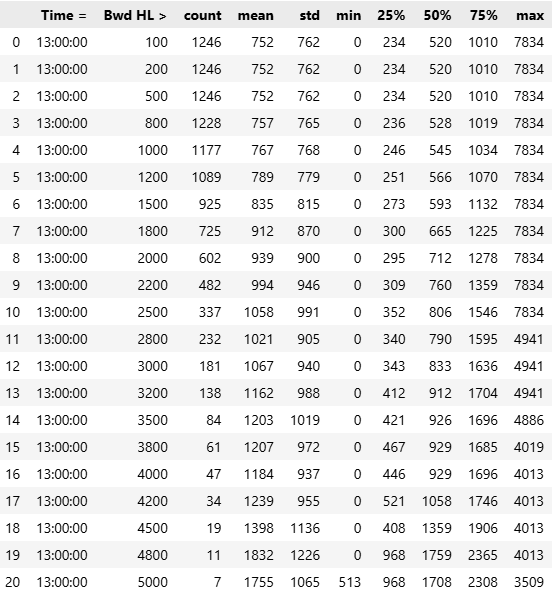 Time = Bwd HL > count mean std min 25% 50% 75% max
0 13:00:00 100 1246 752 762 0 234 520 1010 7834
1 13:00:00 200 1246 752 762 0 234 520 1010 7834
2 13:00:00 500 1246 752 762 0 234 520 1010 7834
3 13:00:00 800 1228 757 765 0 236 528 1019 7834
4 13:00:00 1000 1177 767 768 0 246 545 1034 7834
5 13:00:00 1200 1089 789 779 0 251 566 1070 7834
6 13:00:00 1500 925 835 815 0 273 593 1132 7834
7 13:00:00 1800 725 912 870 0 300 665 1225 7834
8 13:00:00 2000 602 939 900 0 295 712 1278 7834
9 13:00:00 2200 482 994 946 0 309 760 1359 7834
10 13:00:00 2500 337 1058 991 0 352 806 1546 7834
11 13:00:00 2800 232 1021 905 0 340 790 1595 4941
12 13:00:00 3000 181 1067 940 0 343 833 1636 4941
13 13:00:00 3200 138 1162 988 0 412 912 1704 4941
14 13:00:00 3500 84 1203 1019 0 421 926 1696 4886
15 13:00:00 3800 61 1207 972 0 467 929 1685 4019
16 13:00:00 4000 47 1184 937 0 446 929 1696 4013
17 13:00:00 4200 34 1239 955 0 521 1058 1746 4013
18 13:00:00 4500 19 1398 1136 0 408 1359 1906 4013
19 13:00:00 4800 11 1832 1226 0 968 1759 2365 4013
20 13:00:00 5000 7 1755 1065 513 968 1708 2308 3509